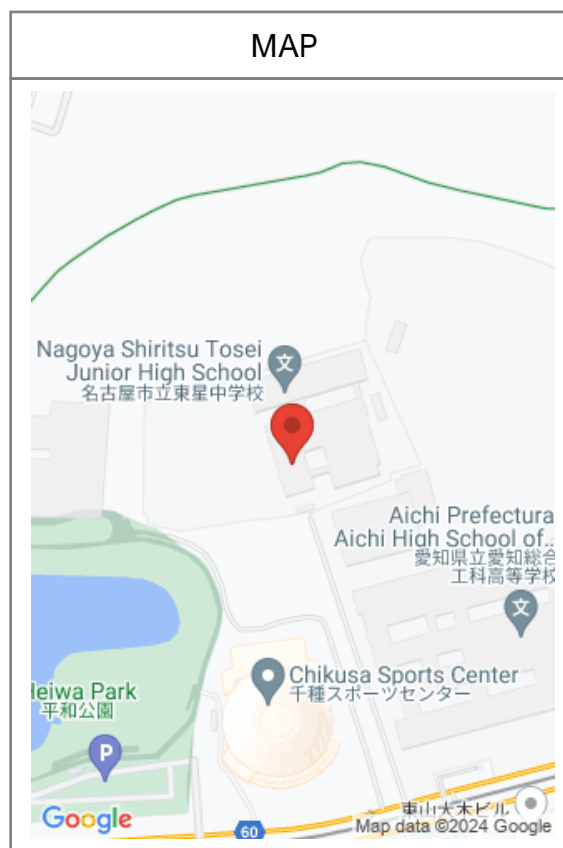 MAP
Nagoya Shiritsu Tosei
Junior High School
名古屋市立東星中学校
Aichi Prefectura
Aichi High School of...
愛知県立愛知総合
工科高等学校
Chikusa Sports Center
千種スポーツセンター
Heiwa Park
平和公園
P
東山大木ビル
Google
60
Map data ©2024 Google